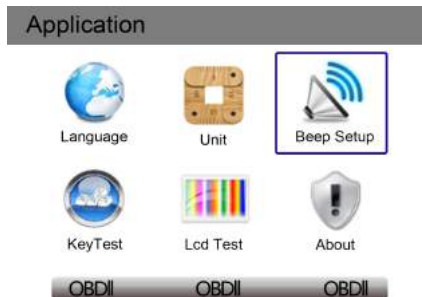 Application
Language Unit Beep Setup
KeyTest Lcd Test About
OBDII OBDII OBDII